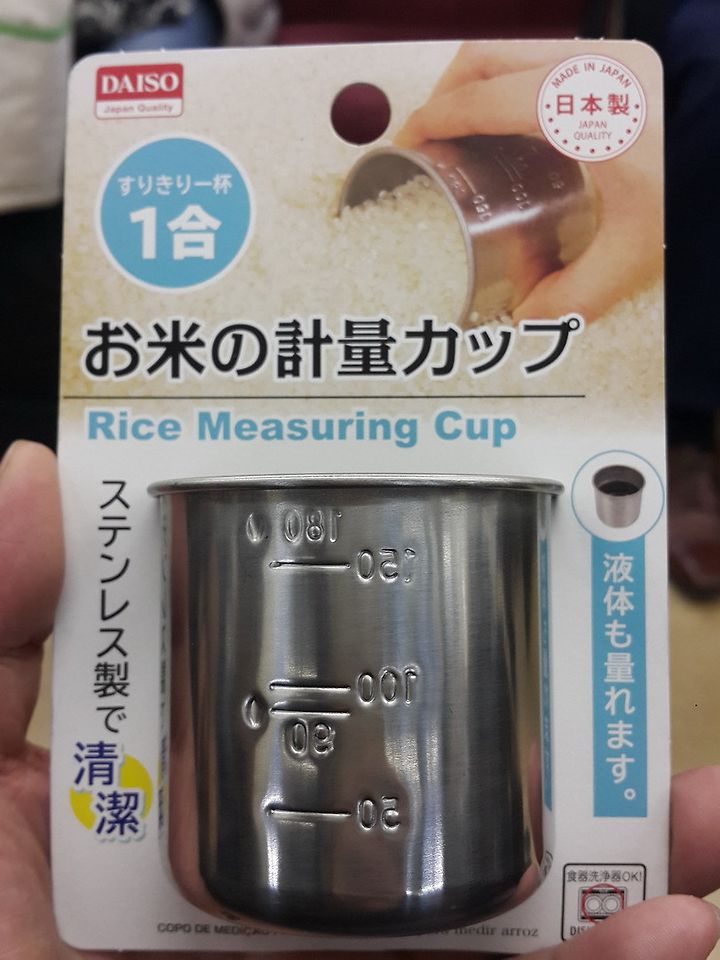 DAISO
Japan Quality
MADE IN JAPAN
日本製
JAPAN
QUALITY
すりきり一杯
1合
お米の計量カップ
Rice Measuring Cup
ステンレス製で
清潔
液体も量れます。
180
150
100
90
50
食器洗浄器OK!
COPO DE MEDIÇÃO
medir arroz